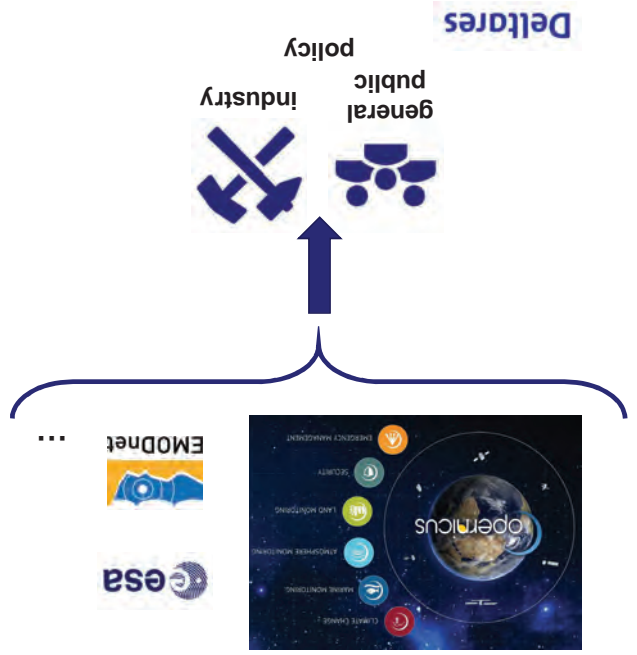 opernicus
CLIMATE CHANGE
MARINE MONITORING
ATMOSPHERE MONITORING
LAND MONITORING
SECURITY
EMERGENCY MANAGEMENT
esa
EMODnet
...
general
public
industry
policy
Deltares